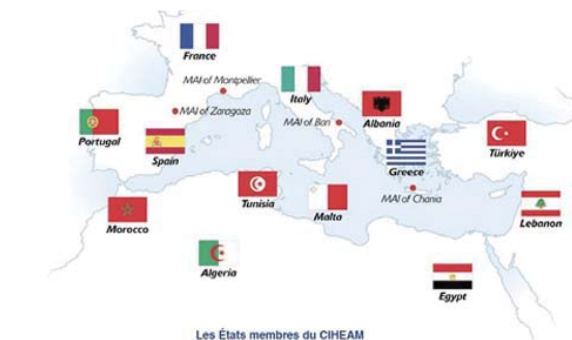 France
MAI of Montpellier
Italy
MAI of Zaragoza
MAI of Bari
Albania
Portugal
Spain
Greece
Türkiye
Tunisia
Malta
MAI of Chania
Morocco
Lebanon
Algeria
Egypt
Les États membres du CIHEAM